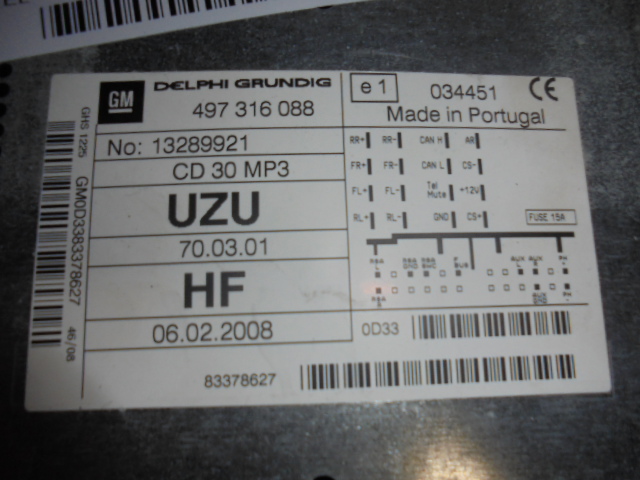 GM DELPHI GRUNDIG
497 316 088
No: 13289921
CD 30 MP3
UZU
70.03.01
HF
06.02.2008
83378627
e 1 034451 CE
Made in Portugal
RR+ RR- CAN H AR
FR+ FR- CAN L CS-
FL+ FL- Tel Mute +12V
RL+ RL- GND CS+
FUSE 15A
0D33
GHS 1225
GM0D3383378627
46/08